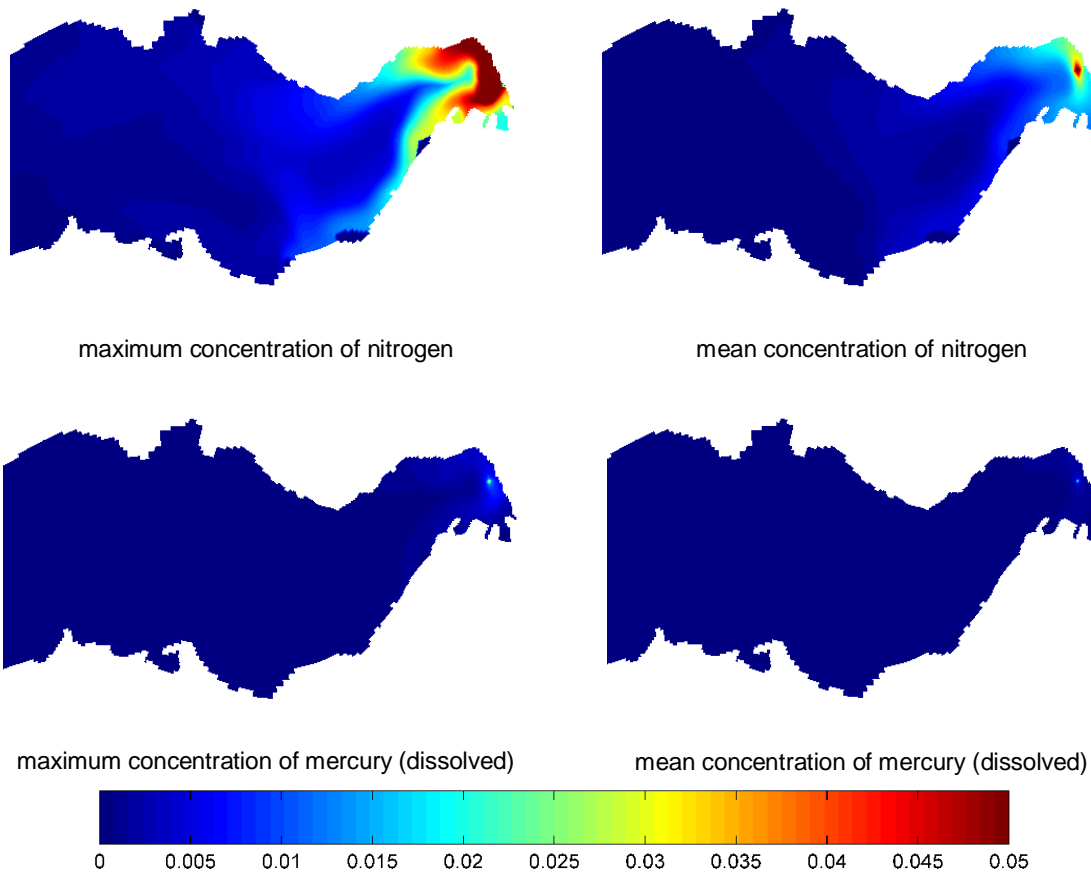 maximum concentration of nitrogen
mean concentration of nitrogen
maximum concentration of mercury (dissolved)
mean concentration of mercury (dissolved)
0 0.005 0.01 0.015 0.02 0.025 0.03 0.035 0.04 0.045 0.05